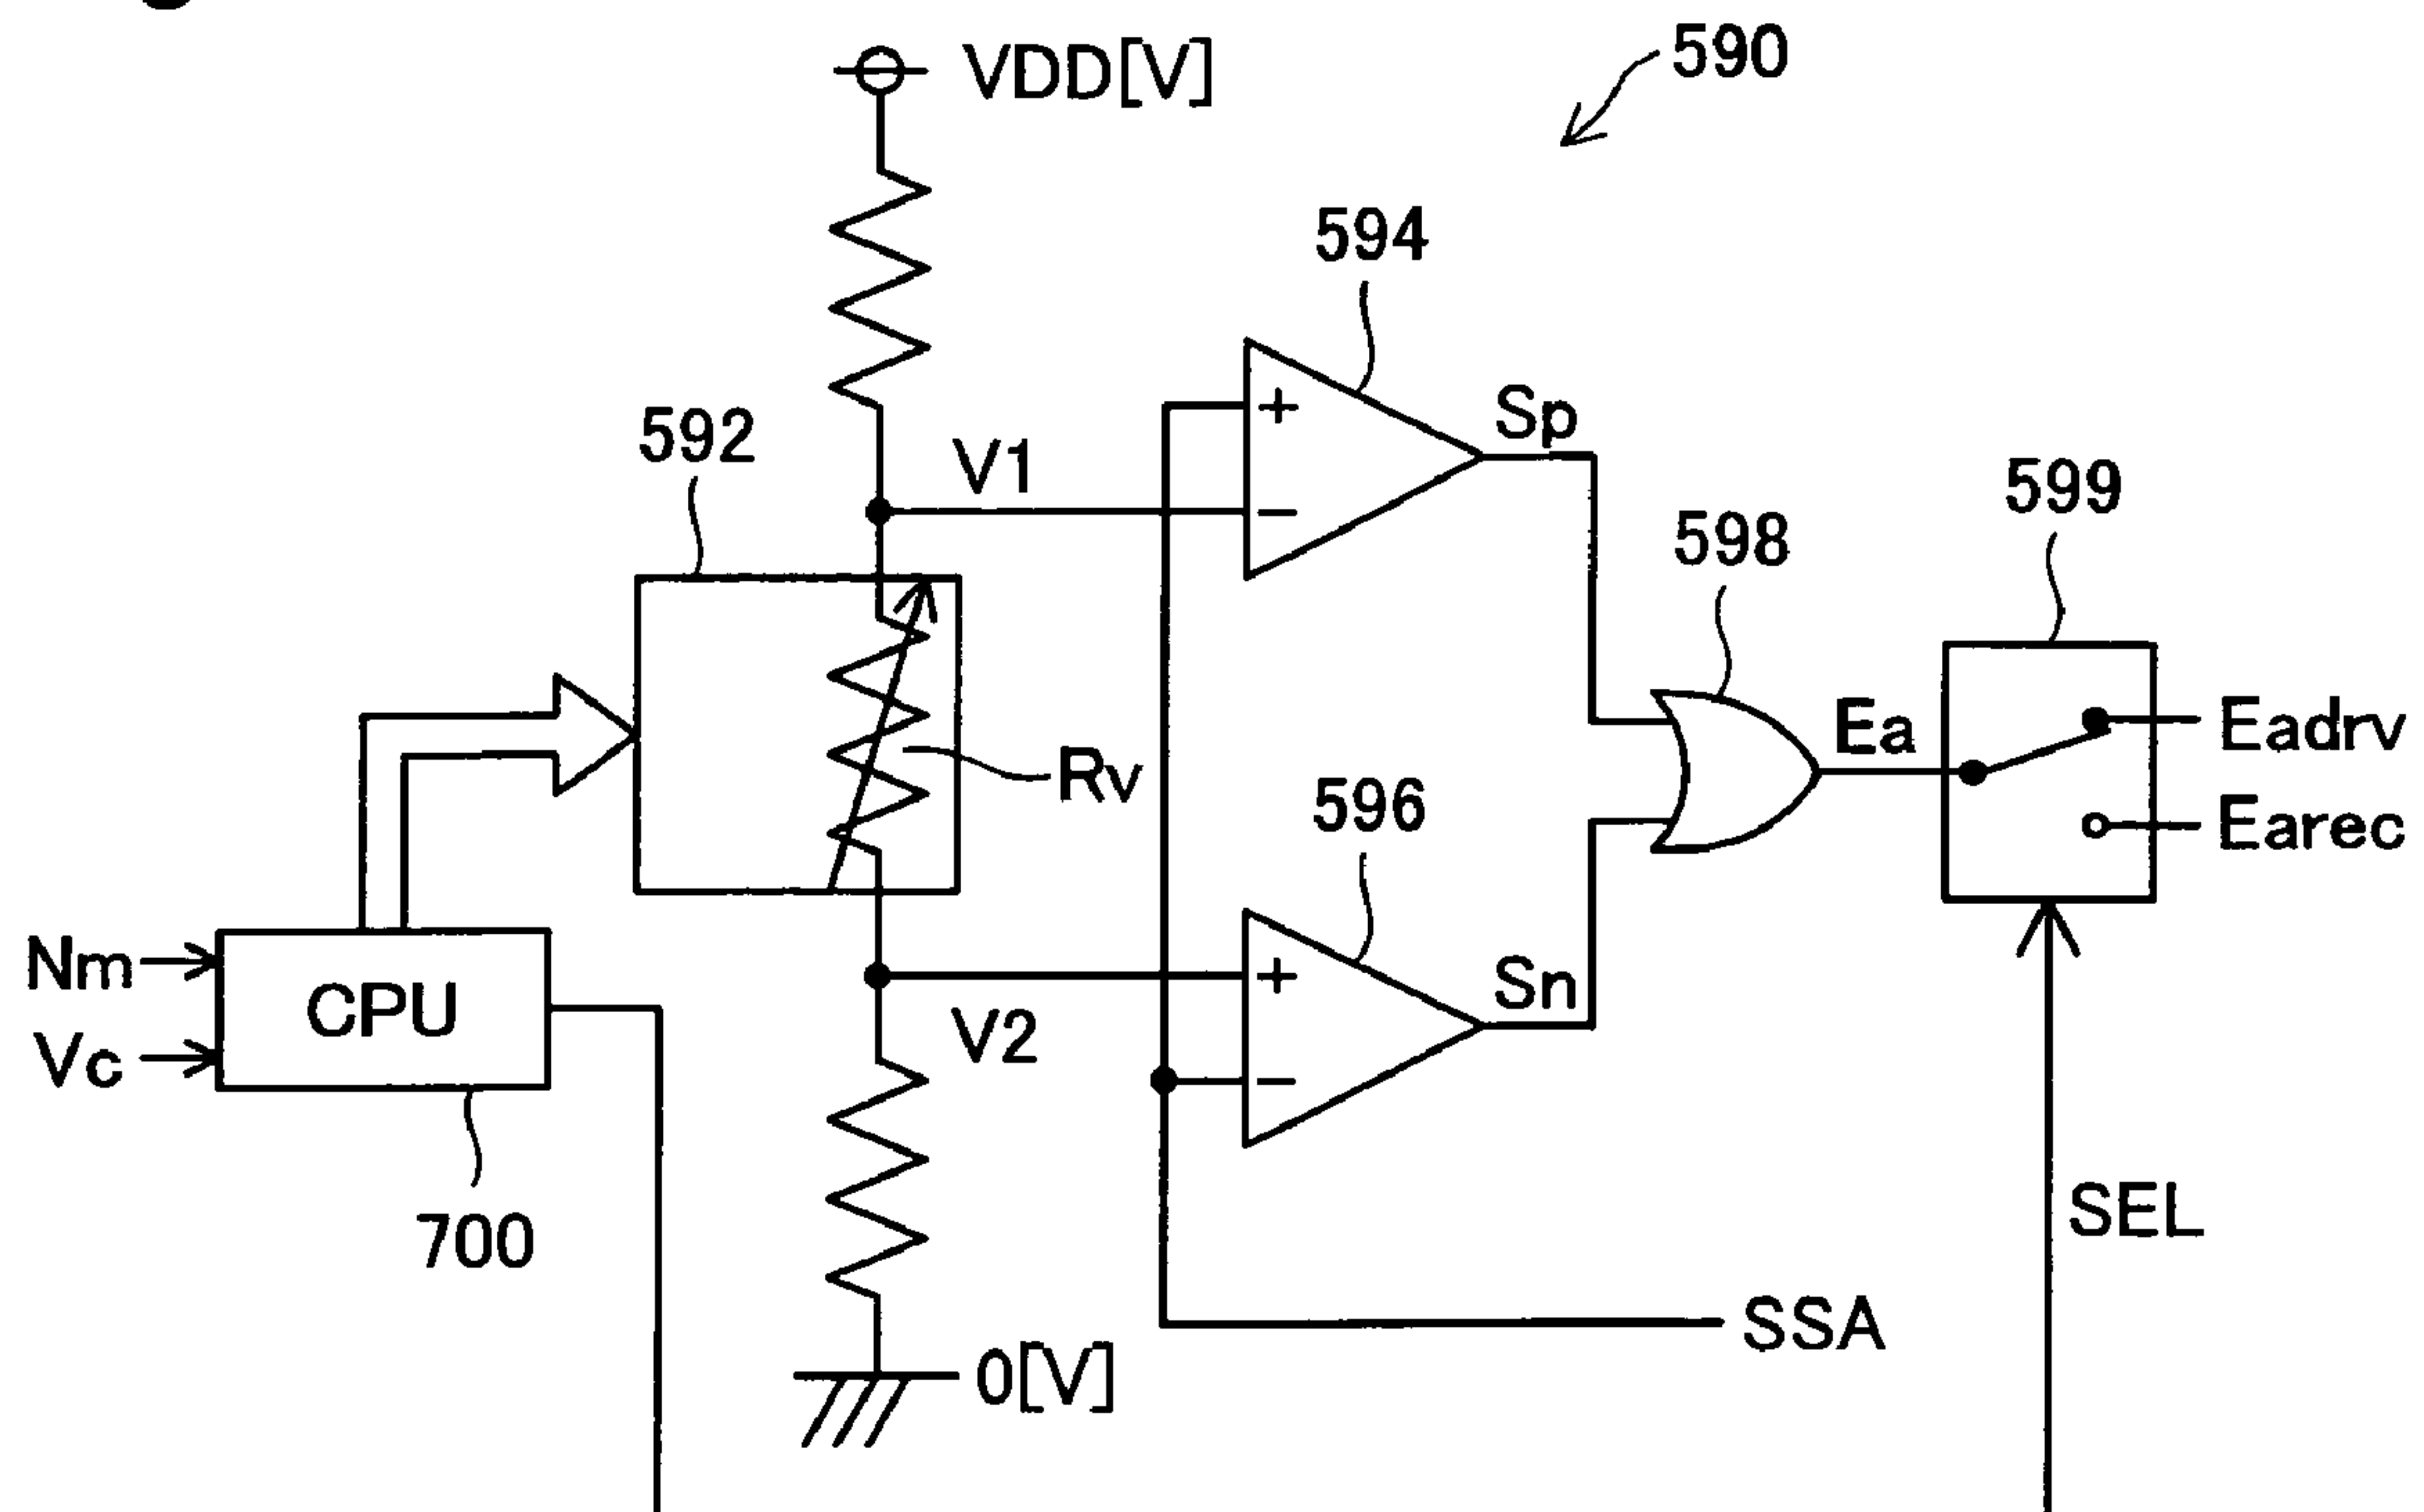 VDD[V]
590
594
Sp
592
V1
599
598
+
−
Ea
Eadrv
Rv
596
Earec
Nm
CPU
Sn
+
V2
Vc
−
700
SEL
SSA
0[V]